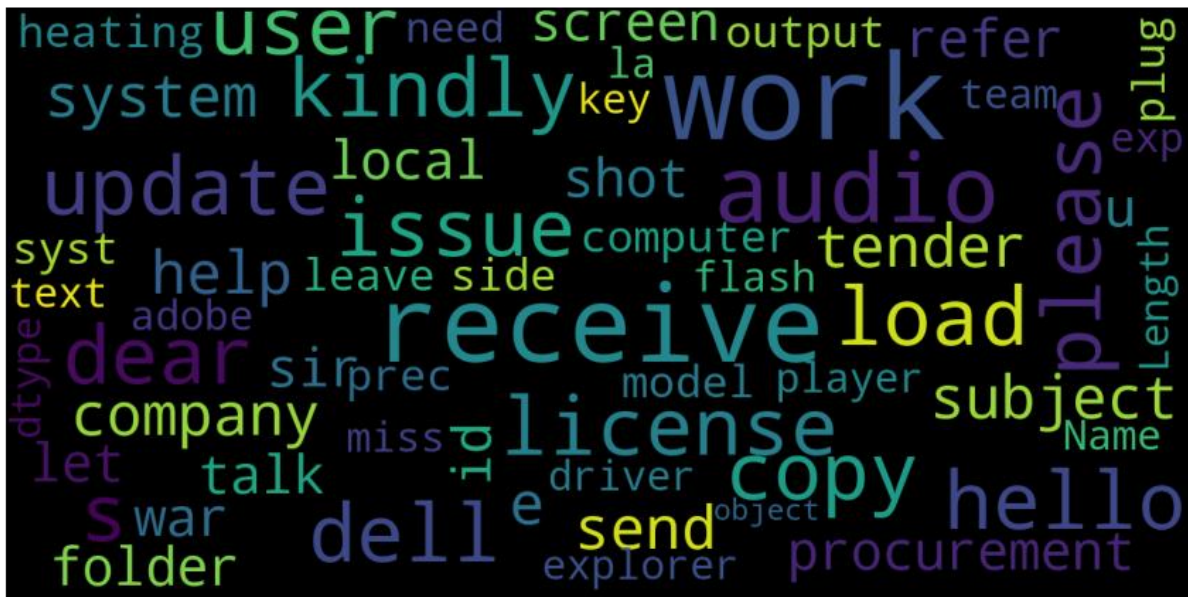 heating user need screen output refer plug
system kindly la key work team
please exp
update local shot audio u
issue computer tender Length
syst help leave side flash
text adobe receive load
dtype dear sir prec model player subject
company miss id license Name
let talk driver copy hello
s war dell e send object
folder explorer procurement